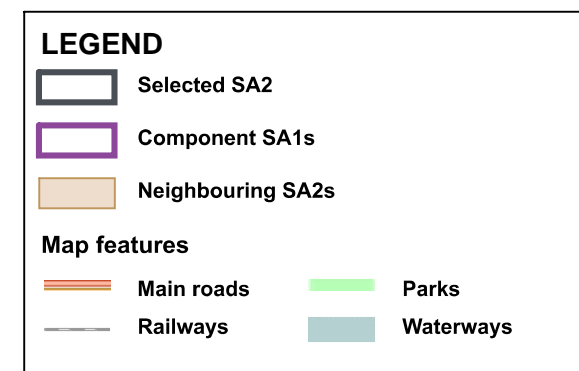 LEGEND
Selected SA2
Component SA1s
Neighbouring SA2s
Map features
Main roads
Parks
Railways
Waterways